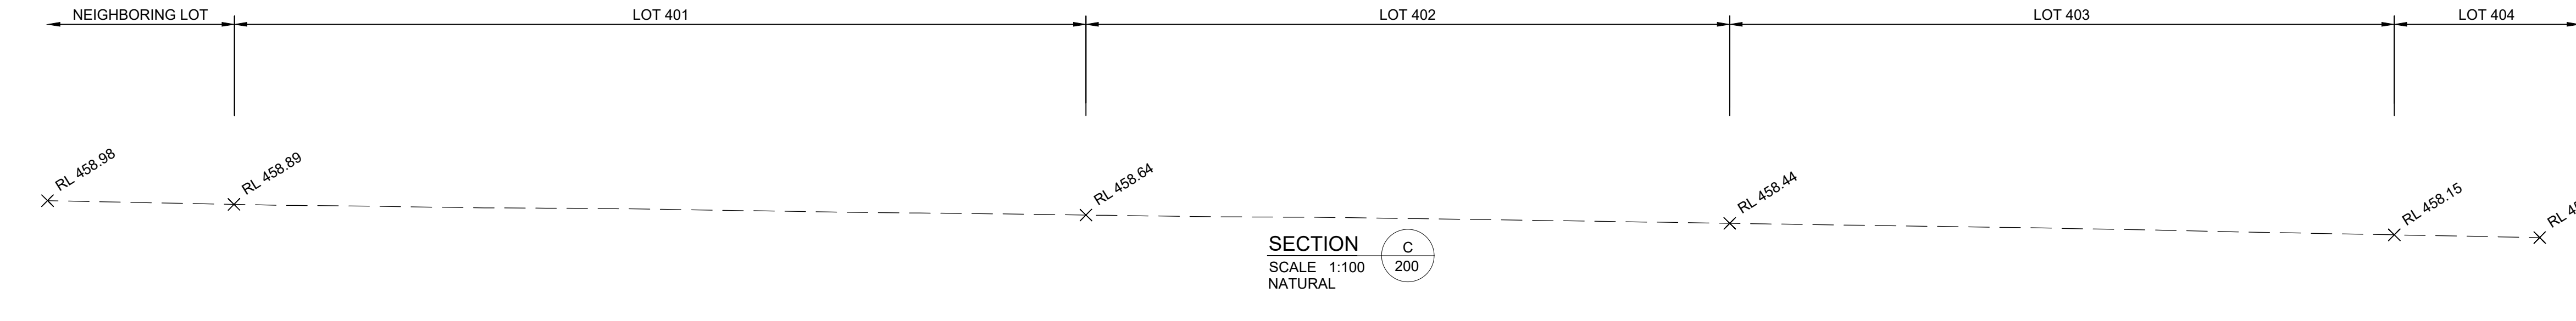 NEIGHBORING LOT
LOT 401
LOT 402
LOT 403
LOT 404
RL 458.98
RL 458.89
RL 458.64
RL 458.44
RL 458.15
RL
SECTION
C
SCALE 1:100
200
NATURAL